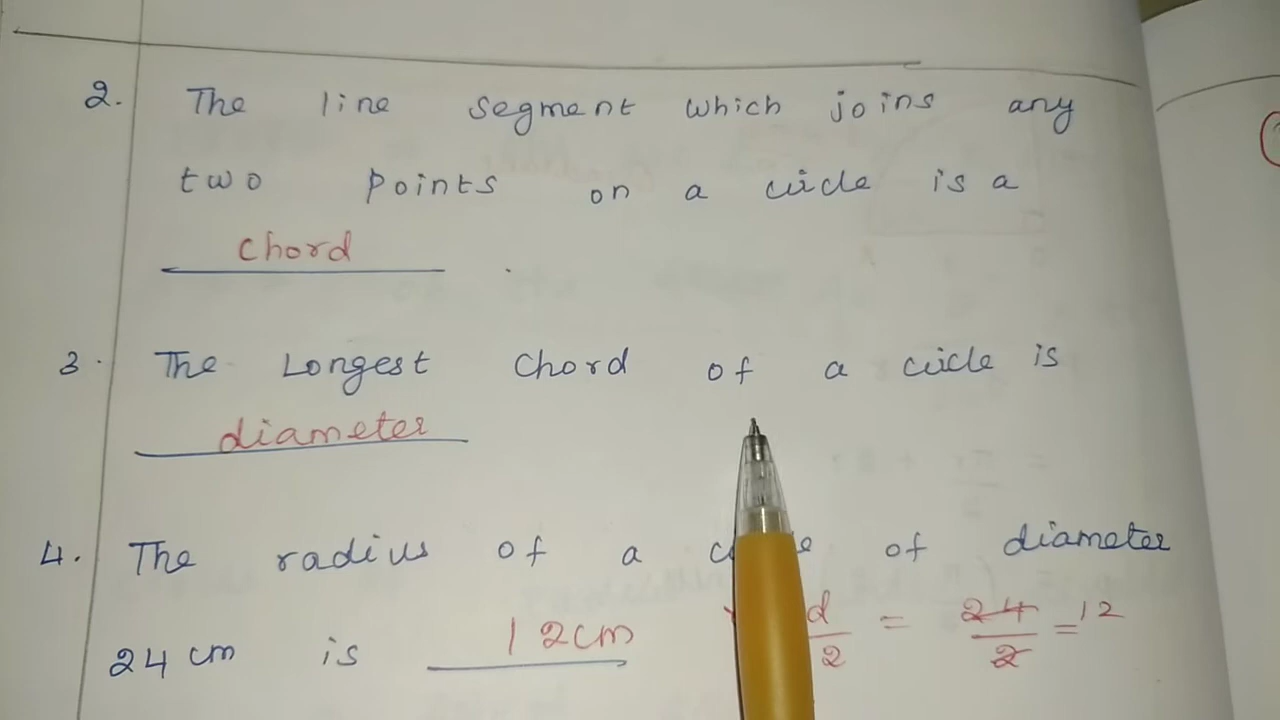 2. The line segment which joins any
two points on a circle is a
chord .
3. The Longest Chord of a circle is
diameter
4. The radius of a of diameter
24 cm is 12cm d/2 = 24/2 = 12